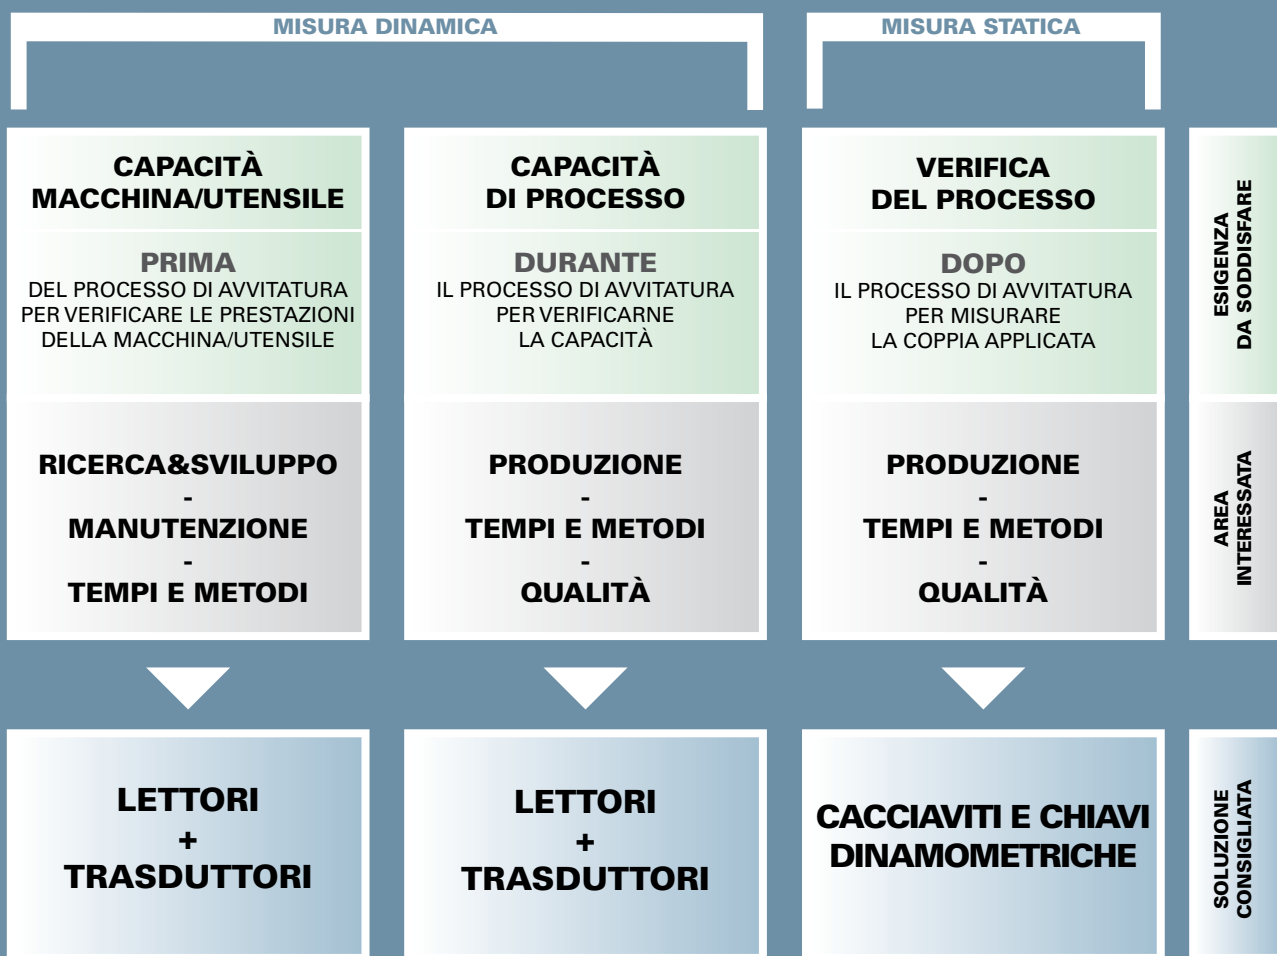 MISURA DINAMICA
MISURA STATICA
CAPACITÀ
MACCHINA/UTENSILE
PRIMA
DEL PROCESSO DI AVVITATURA
PER VERIFICARE LE PRESTAZIONI
DELLA MACCHINA/UTENSILE
CAPACITÀ
DI PROCESSO
DURANTE
IL PROCESSO DI AVVITATURA
PER VERIFICARNE
LA CAPACITÀ
VERIFICA
DEL PROCESSO
DOPO
IL PROCESSO DI AVVITATURA
PER MISURARE
LA COPPIA APPLICATA
ESIGENZA
DA SODDISFARE
RICERCA&SVILUPPO
-
MANUTENZIONE
-
TEMPI E METODI
PRODUZIONE
-
TEMPI E METODI
-
QUALITÀ
PRODUZIONE
-
TEMPI E METODI
-
QUALITÀ
AREA
INTERESSATA
LETTORI
+
TRASDUTTORI
LETTORI
+
TRASDUTTORI
CACCIAVITI E CHIAVI
DINAMOMETRICHE
SOLUZIONE
CONSIGLIATA